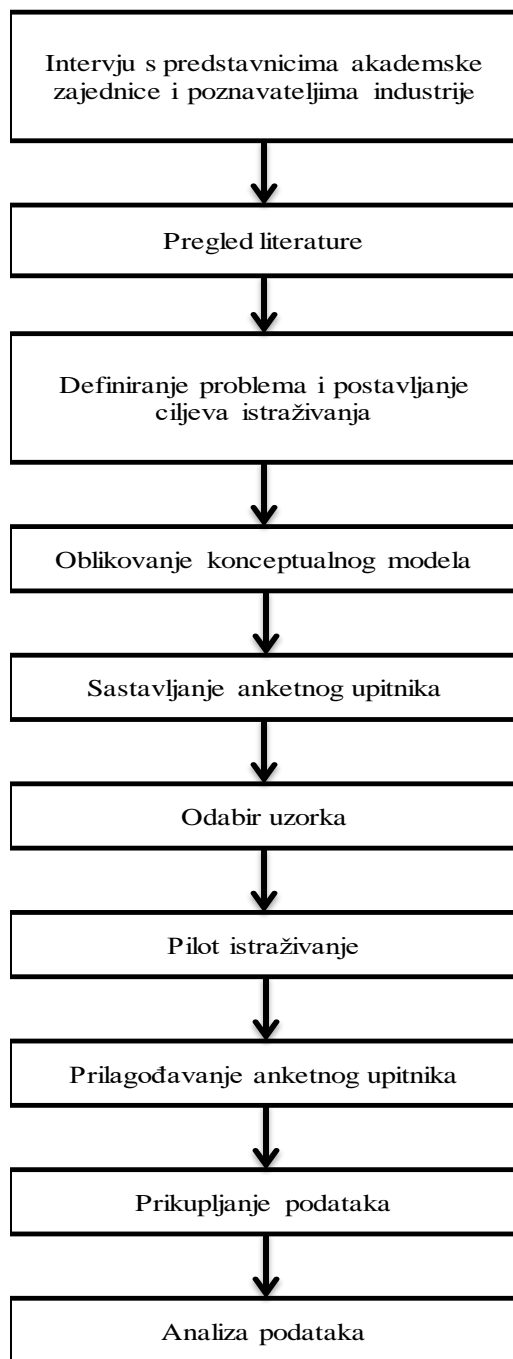 Intervju s predstavnicima akademske
zajednice i poznavateljima industrije
Pregled literature
Definiranje problema i postavljanje
ciljeva istraživanja
Oblikovanje konceptualnog modela
Sastavljanje anketnog upitnika
Odabir uzorka
Pilot istraživanje
Prilagođavanje anketnog upitnika
Prikupljanje podataka
Analiza podataka